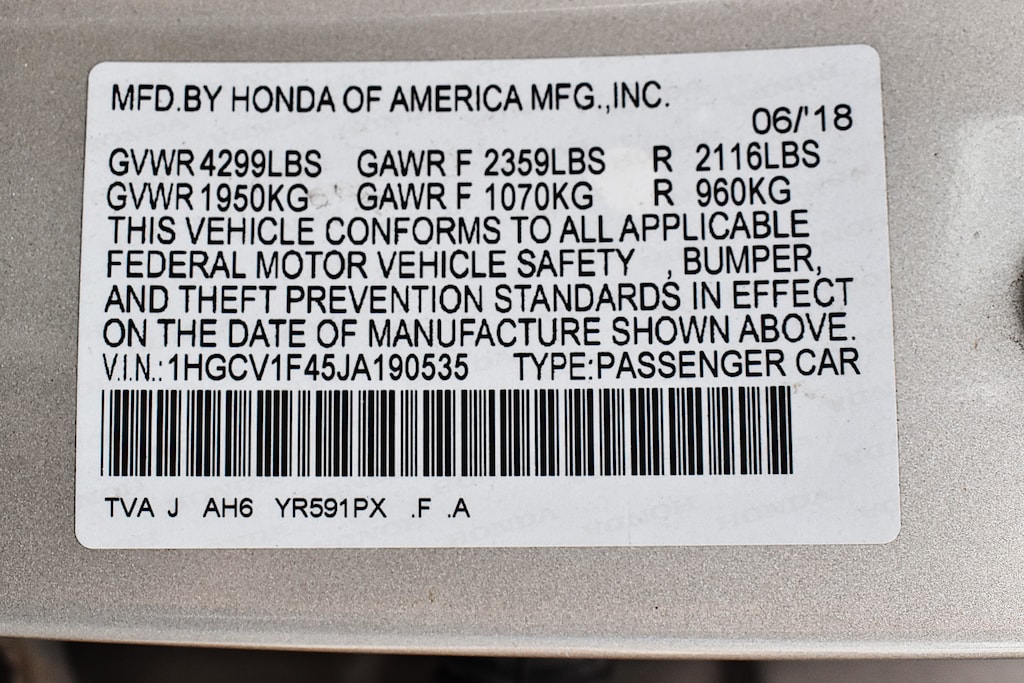 MFD.BY HONDA OF AMERICA MFG.,INC.
06/'18
GVWR 4299LBS GAWR F 2359LBS R 2116LBS
GVWR 1950KG GAWR F 1070KG R 960KG
THIS VEHICLE CONFORMS TO ALL APPLICABLE
FEDERAL MOTOR VEHICLE SAFETY , BUMPER,
AND THEFT PREVENTION STANDARDS IN EFFECT
ON THE DATE OF MANUFACTURE SHOWN ABOVE.
V.I.N.:1HGCV1F45JA190535 TYPE:PASSENGER CAR
TVA J AH6 YR591PX .F .A